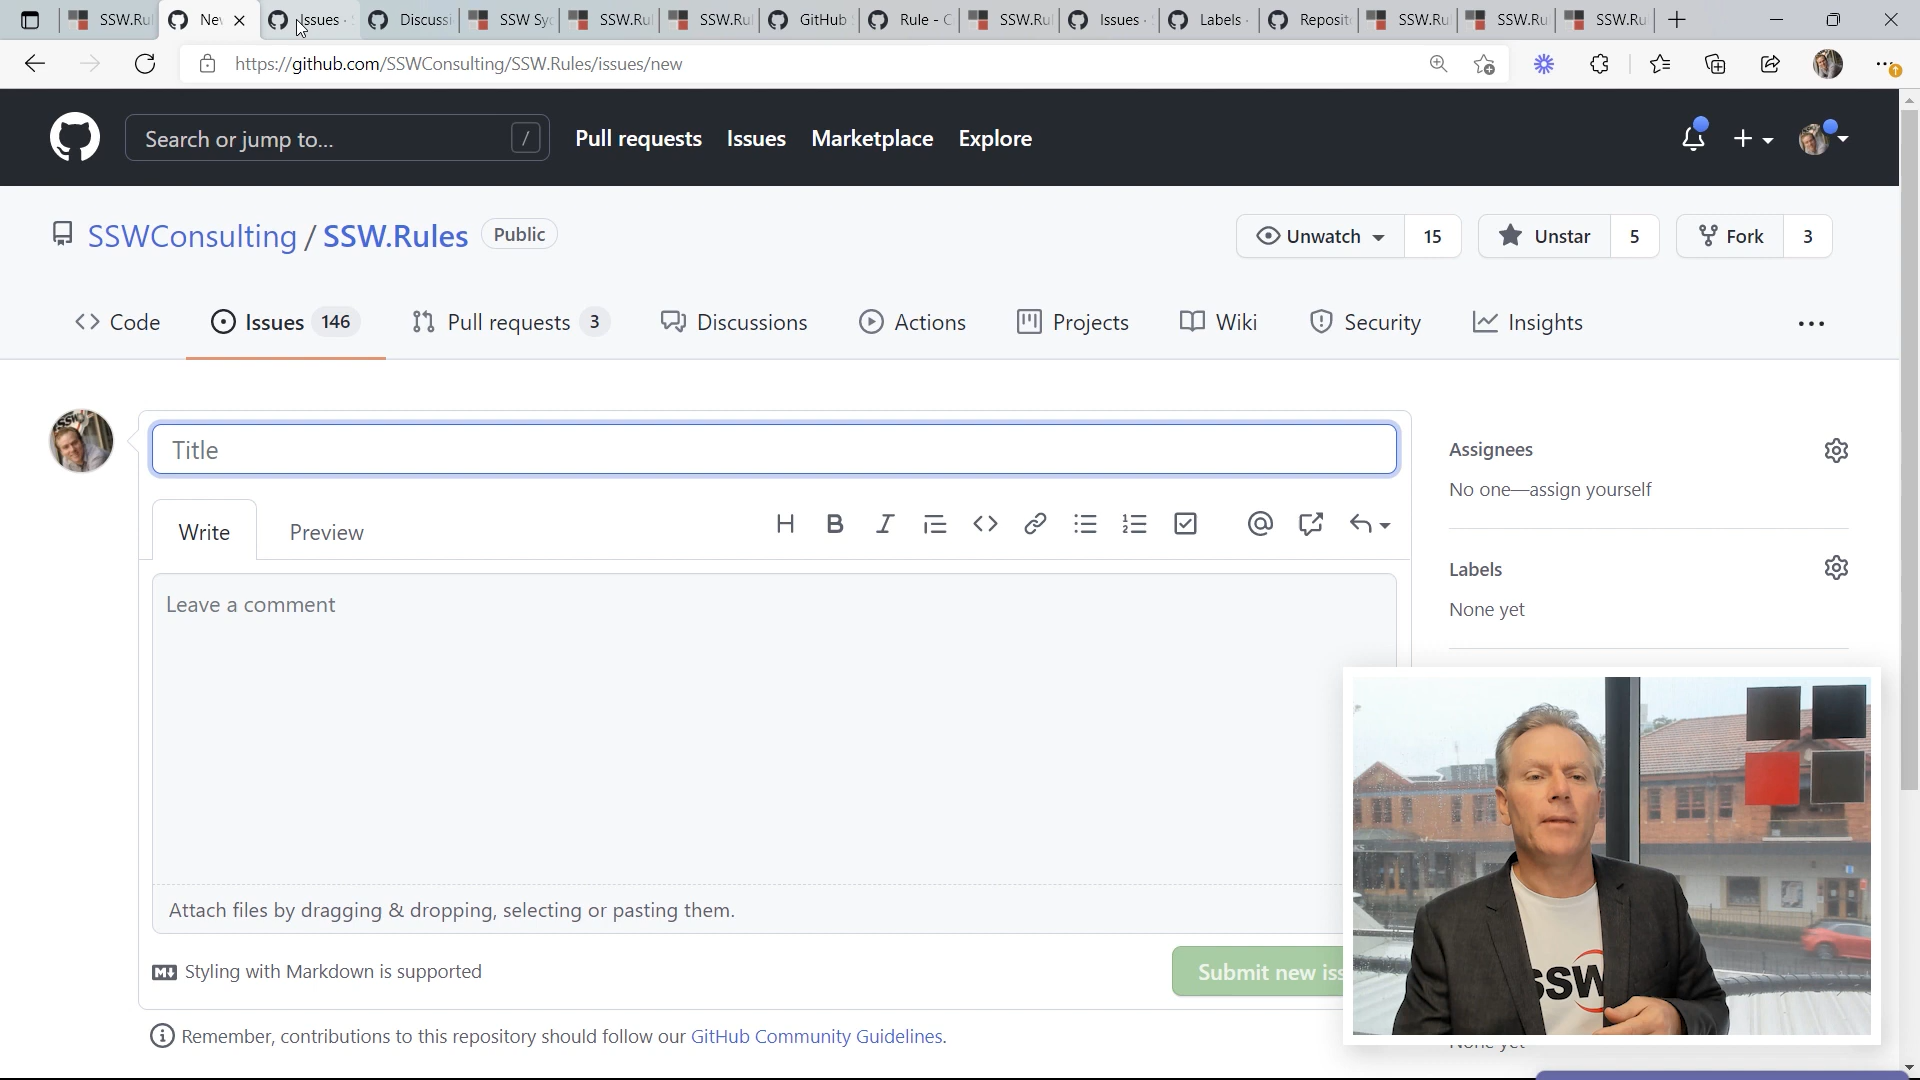 SSW.Ru
Ne
Issues ·
Discussi
SSW Sy
SSW.Rul
SSW.Rul
GitHub
Rule - C
SSW.Ru
Issues ·
Labels ·
Reposit
SSW.Ru
SSW.Ru
SSW.Ru
https://github.com/SSWConsulting/SSW.Rules/issues/new
Search or jump to... /
Pull requests Issues Marketplace Explore
SSWConsulting / SSW.Rules Public
Unwatch 15 Unstar 5 Fork 3
Code Issues 146 Pull requests 3 Discussions Actions Projects Wiki Security Insights
Title
Write Preview
Leave a comment
Attach files by dragging & dropping, selecting or pasting them.
Styling with Markdown is supported
Submit new iss
Remember, contributions to this repository should follow our GitHub Community Guidelines.
Assignees
No one—assign yourself
Labels
None yet
SSW
None yet